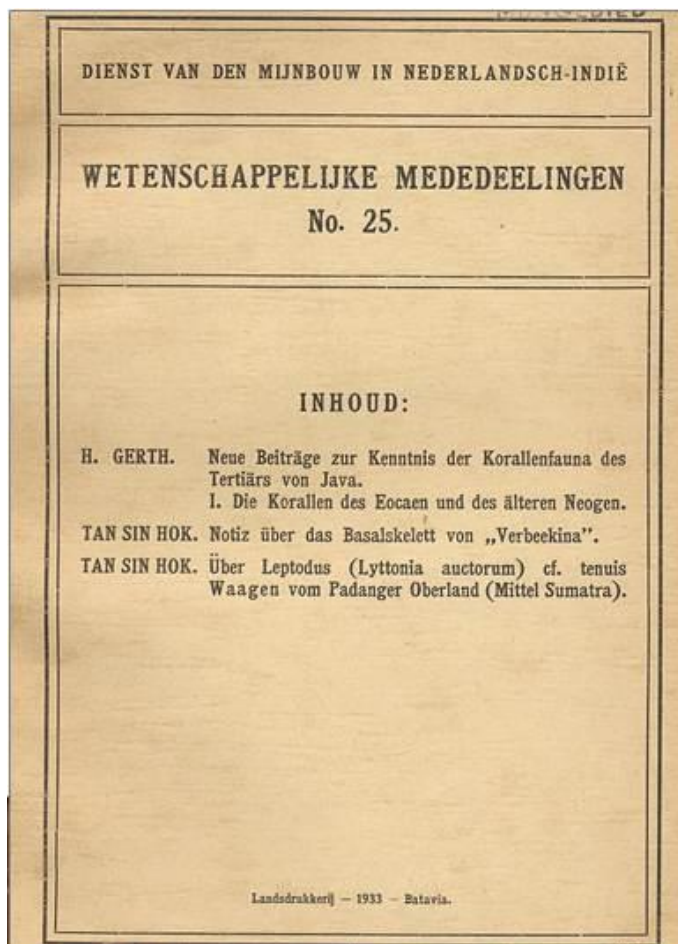 DIENST VAN DEN MIJNBOUW IN NEDERLANDSCH-INDIË
WETENSCHAPPELIJKE MEDEDEELINGEN
No. 25.
INHOUD:
H. GERTH. Neue Beiträge zur Kenntnis der Korallenfauna des
Tertiärs von Java.
I. Die Korallen des Eocaen und des älteren Neogen.
TAN SIN HOK. Notiz über das Basalskelett von „Verbeekina”.
TAN SIN HOK. Über Leptodus (Lyttonia auctorum) cf. tenuis
Waagen vom Padanger Oberland (Mittel Sumatra).
Landsdrukkerij — 1933 — Batavia.